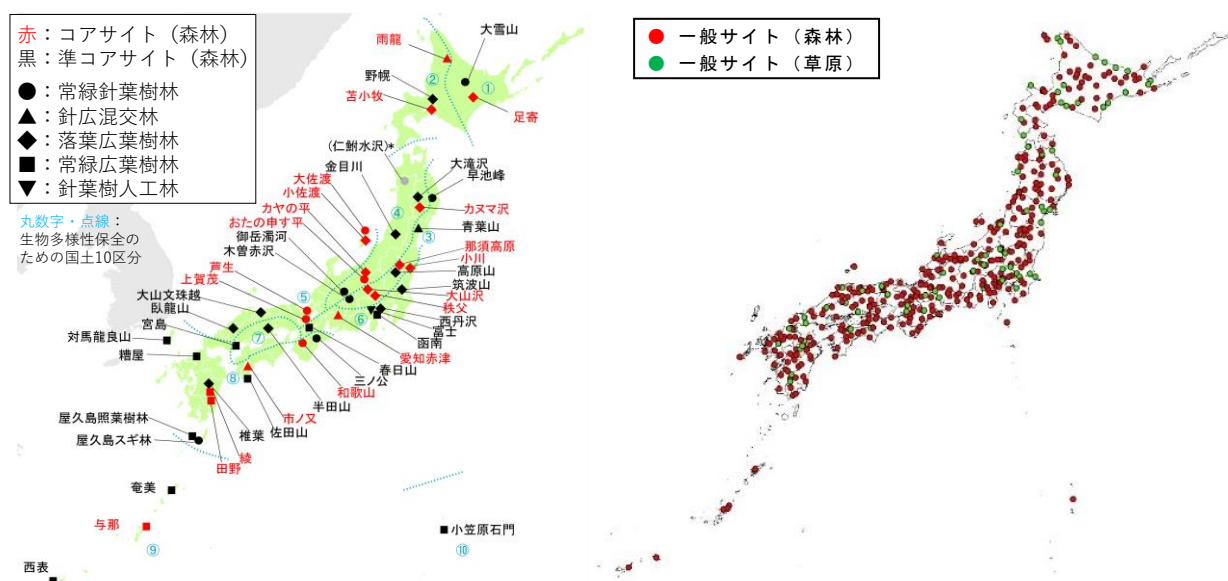 赤：コアサイト（森林）
黒：準コアサイト（森林）
●：常緑針葉樹林
▲：針広混交林
◆：落葉広葉樹林
■：常緑広葉樹林
▼：針葉樹人工林
丸数字・点線：
生物多様性保全の
ための国土10区分
大雪山
雨龍
②
①
野幌
苫小牧
足寄
(仁鮒水沢)*
金目川
大滝沢
早池峰
大佐渡
小佐渡
カヤの平
カヌマ沢
おたの申す平
④
青葉山
御岳濁河
③
木曽赤沢
那須高原
小川
芦生
高原山
上賀茂
筑波山
大山文珠越
⑤
大山沢
臥龍山
秩父
宮島
⑥
西丹沢
対馬龍良山
⑦
富士
函南
糟屋
愛知赤津
春日山
⑧
三ノ公
和歌山
半田山
屋久島照葉樹林
市ノ又
佐田山
屋久島スギ林
椎葉
綾
田野
奄美
与那
小笠原石門
⑨
⑩
西表
● 一般サイト（森林）
● 一般サイト（草原）